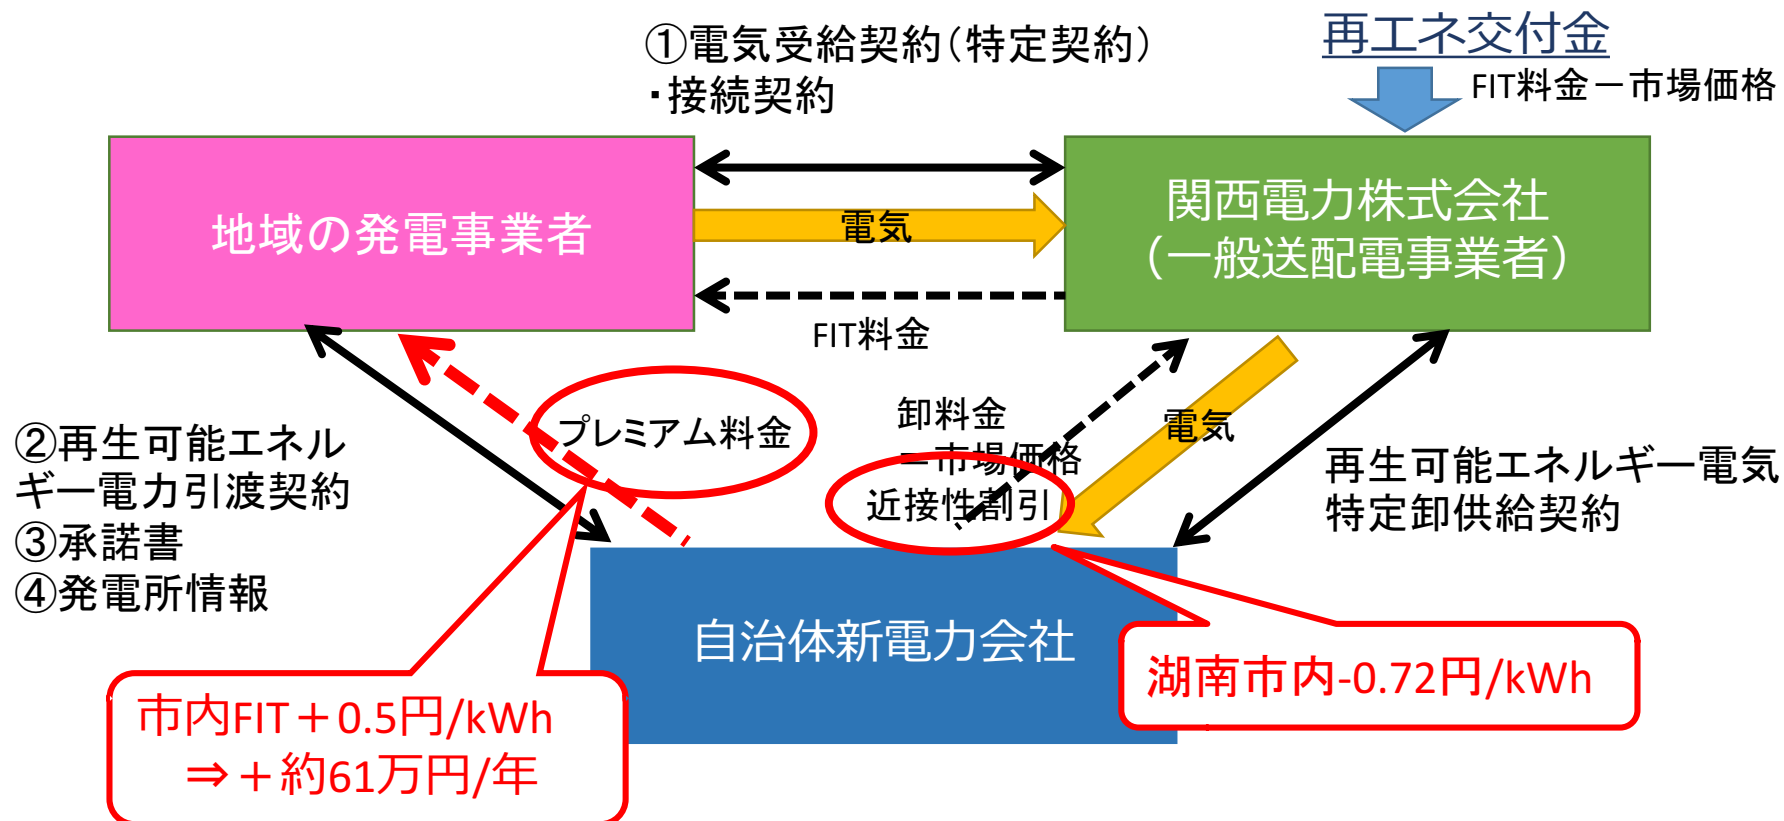 ①電気受給契約(特定契約)
・接続契約
再エネ交付金
FIT料金－市場価格
地域の発電事業者
電気
関西電力株式会社
(一般送配電事業者)
FIT料金
プレミアム料金
卸料金
＝市場価格
近接性割引
電気
②再生可能エネル
ギー電力引渡契約
③承諾書
④発電所情報
再生可能エネルギー電気
特定卸供給契約
自治体新電力会社
湖南市内-0.72円/kWh
市内FIT＋0.5円/kWh
⇒＋約61万円/年